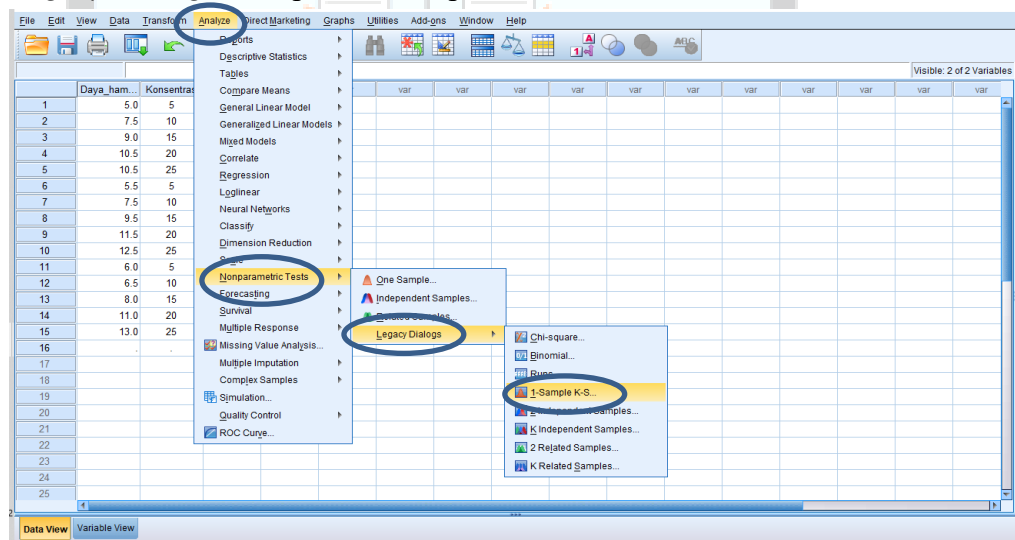 File Edit View Data Transform Analyze Direct Marketing Graphs Utilities Add-ons Window Help
Visible: 2 of 2 Variables
Daya_ham... Konsentras var var var var var var var var var var var
1 5.0 5
2 7.5 10
3 9.0 15
4 10.5 20
5 10.5 25
6 5.5 5
7 7.5 10
8 9.5 15
9 11.5 20
10 12.5 25
11 6.0 5
12 6.5 10
13 8.0 15
14 11.0 20
15 13.0 25
16 . .
17
18
19
20
21
22
23
24
25
Reports
Descriptive Statistics
Tables
Compare Means
General Linear Model
Generalized Linear Models
Mixed Models
Correlate
Regression
Loglinear
Neural Networks
Classify
Dimension Reduction
Scale
Nonparametric Tests
Forecasting
Survival
Multiple Response
Missing Value Analysis...
Multiple Imputation
Complex Samples
Simulation...
Quality Control
ROC Curve...
One Sample...
Independent Samples...
Related Samples...
Legacy Dialogs
Chi-square...
Binomial...
Runs...
1-Sample K-S...
2 Independent Samples...
K Independent Samples...
2 Related Samples...
K Related Samples...
Data View Variable View